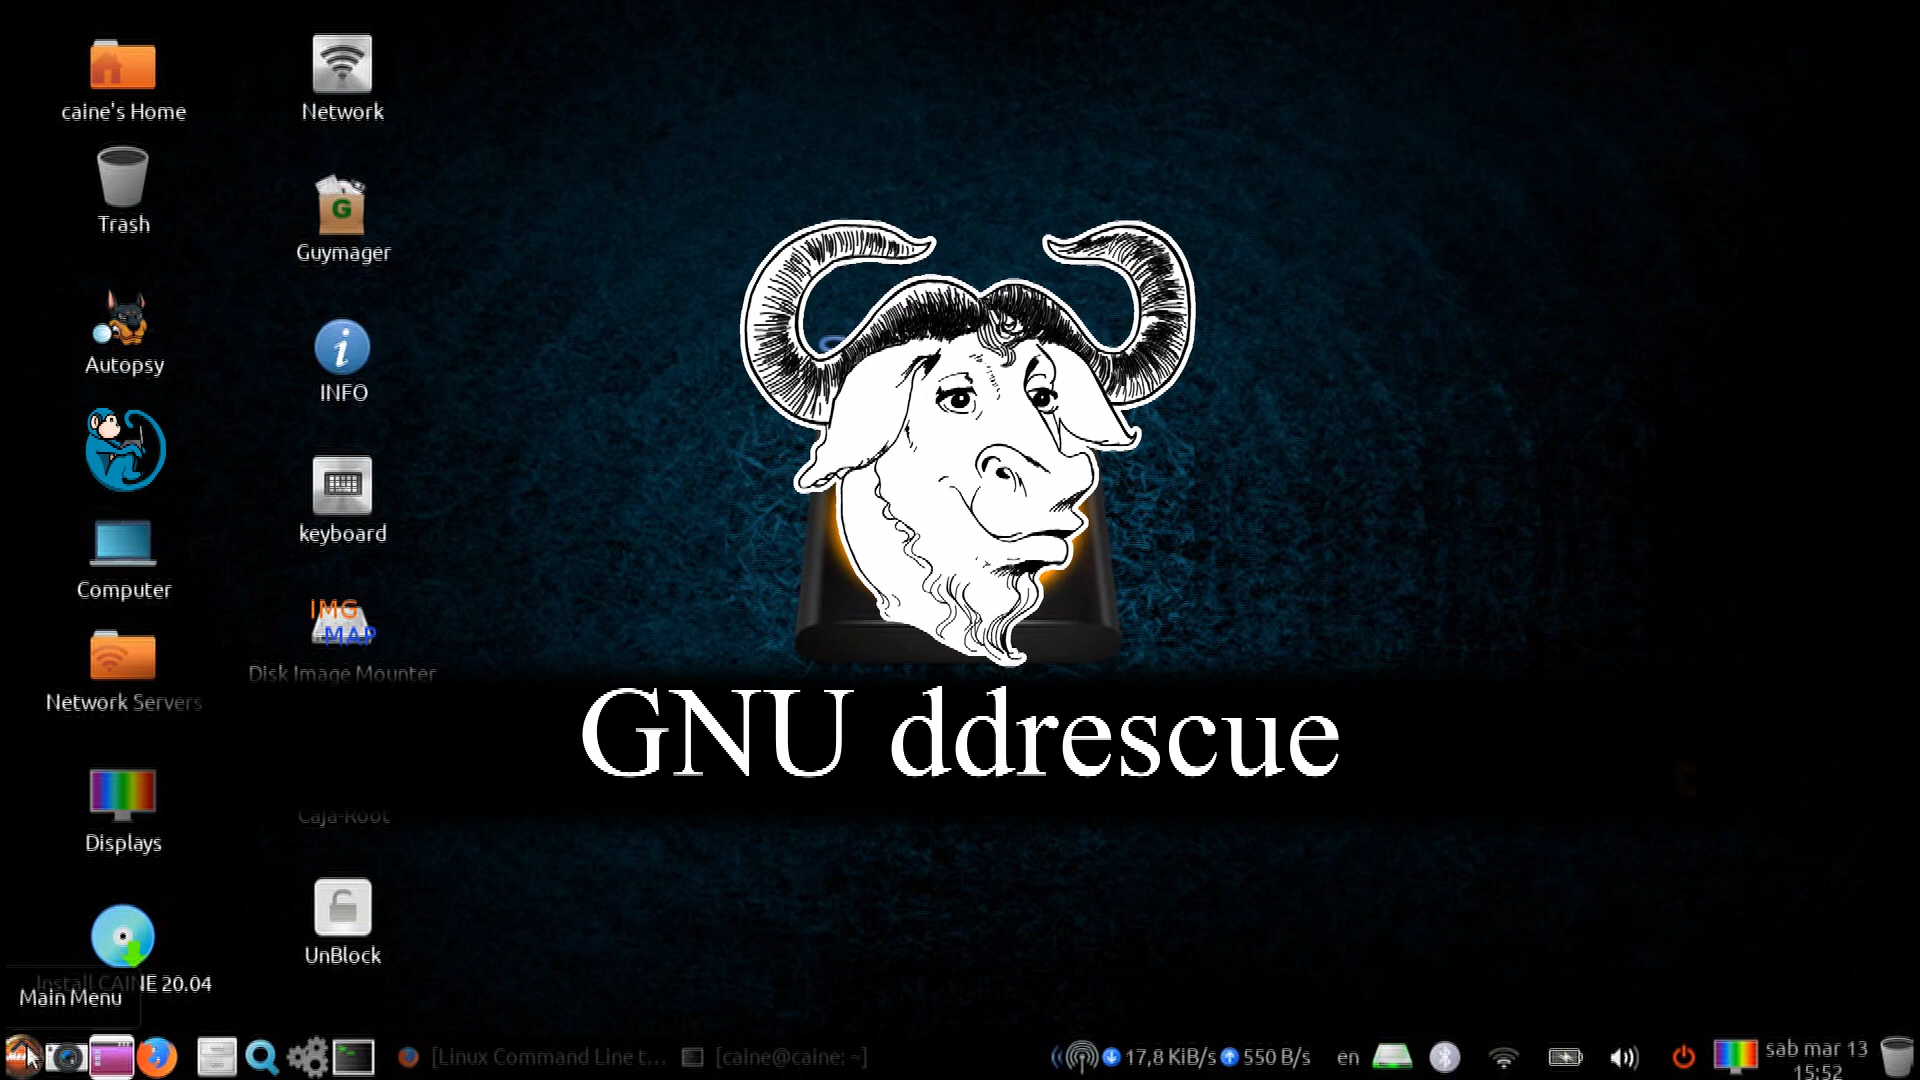 caine's Home
Network
Trash
G
Guymager
Autopsy
INFO
keyboard
Computer
IMG
MAP
Disk Image Mounter
Network Servers
GNU ddrescue
Displays
Caja-Root
UnBlock
Install CAINE 20.04
Main Menu
[Linux Command Line t... [caine@caine: ~] 17,8 KiB/s 550 B/s en sab mar 13
15:52